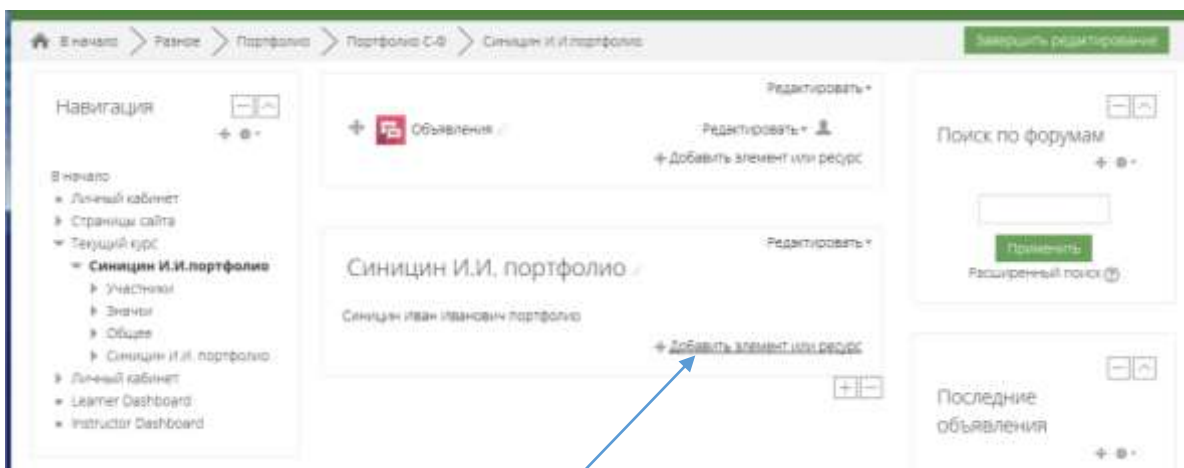 В начало Разное Портфолио Портфолио С-Ф Синицин И.И.портфолио
Завершить редактирование
Навигация
В начало
Личный кабинет
Страницы сайта
Текущий курс
Синицин И.И.портфолио
Участники
Значки
Общее
Синицин И.И. портфолио
Личный кабинет
Learner Dashboard
Instructor Dashboard
Редактировать
Объявления
Редактировать
Добавить элемент или ресурс
Редактировать
Синицин И.И. портфолио
Синицин Иван Иванович портфолио
Добавить элемент или ресурс
Поиск по форумам
Применить
Расширенный поиск
Последние
объявления